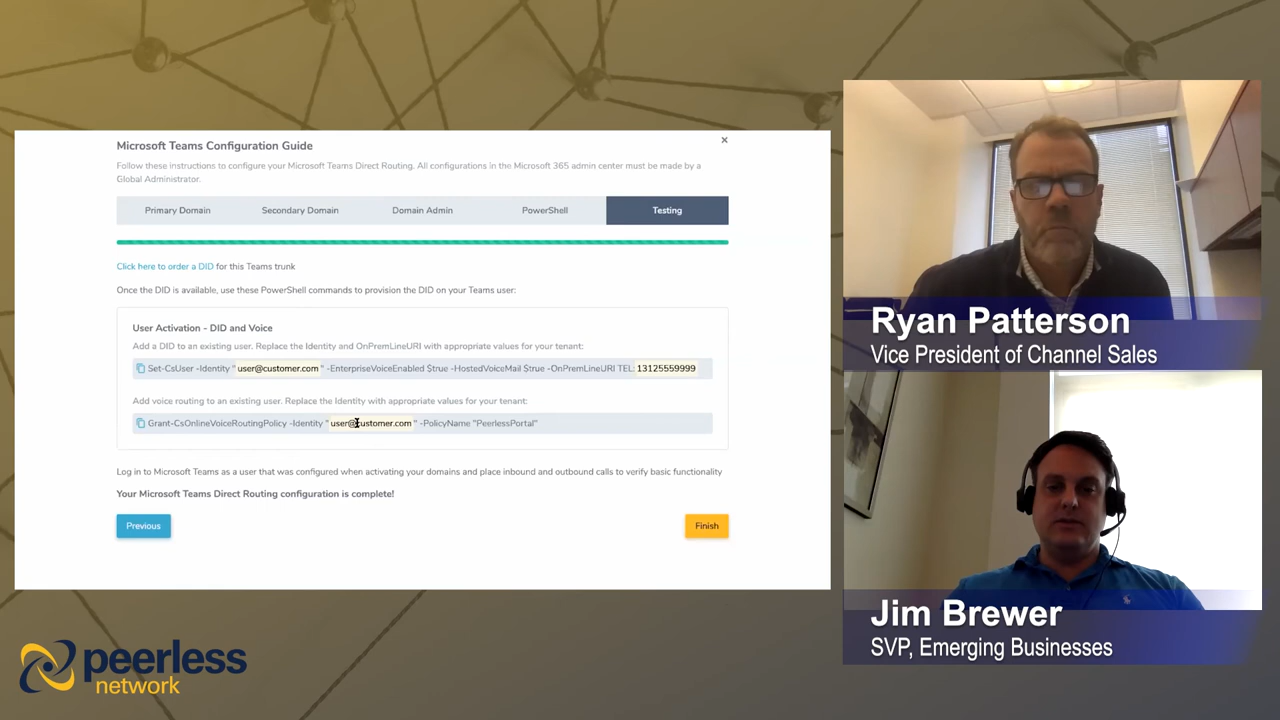 Microsoft Teams Configuration Guide
×
Follow these instructions to configure your Microsoft Teams Direct Routing. All configurations in the Microsoft 365 admin center must be made by a
Global Administrator.
Primary Domain Secondary Domain Domain Admin PowerShell Testing
Click here to order a DID for this Teams trunk
Once the DID is available, use these PowerShell commands to provision the DID on your Teams user:
User Activation - DID and Voice
Add a DID to an existing user. Replace the Identity and OnPremLineURI with appropriate values for your tenant:
Set-CsUser -Identity "user@customer.com" -EnterpriseVoiceEnabled $true -HostedVoiceMail $true -OnPremLineURI TEL:13125559999
Add voice routing to an existing user. Replace the Identity with appropriate values for your tenant:
Grant-CsOnlineVoiceRoutingPolicy -Identity "user@customer.com" -PolicyName "PeerlessPortal"
Log in to Microsoft Teams as a user that was configured when activating your domains and place inbound and outbound calls to verify basic functionality
Your Microsoft Teams Direct Routing configuration is complete!
Previous Finish
Ryan Patterson
Vice President of Channel Sales
Jim Brewer
SVP, Emerging Businesses
peerless
network